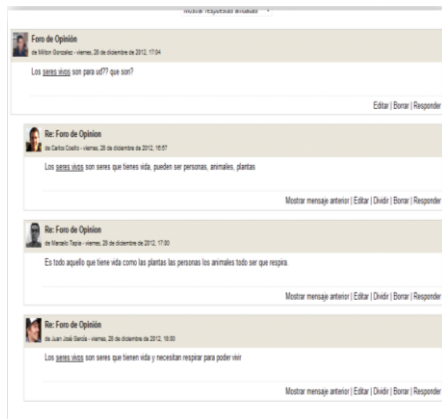 Mostrar respuestas anidadas
Foro de Opinión
de Milton Gonzalez - viernes, 28 de diciembre de 2012, 17:04
Los seres vivos son para ud?? que son?
Editar | Borrar | Responder
Re: Foro de Opinion
de Carlos Coello - viernes, 28 de diciembre de 2012, 16:57
Los seres vivos son seres que tienes vida, pueden ser personas, animales, plantas
Mostrar mensaje anterior | Editar | Dividir | Borrar | Responder
Re: Foro de Opinión
de Marcelo Tapia - viernes, 28 de diciembre de 2012, 17:00
Es todo aquello que tiene vida como las plantas las personas los animales todo ser que respira.
Mostrar mensaje anterior | Editar | Dividir | Borrar | Responder
Re: Foro de Opinión
de Juan José García - viernes, 28 de diciembre de 2012, 18:00
Los seres vivos son seres que tienen vida y necesitan respirar para poder vivir
Mostrar mensaje anterior | Editar | Dividir | Borrar | Responder